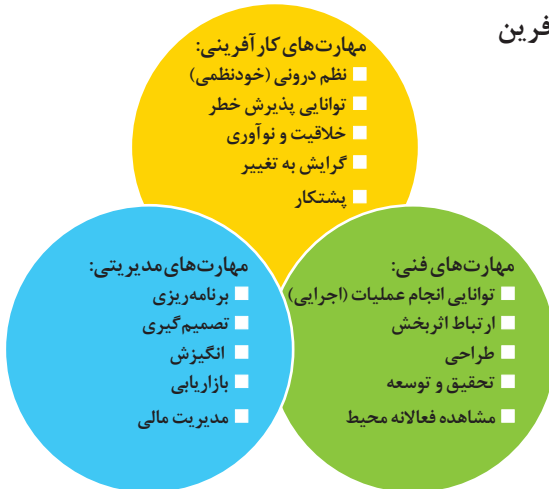 فرین
مهارت‌های کارآفرینی:
نظم درونی (خودنظمی)
توانایی پذیرش خطر
خلاقیت و نوآوری
گرایش به تغییر
پشتکار
مهارت‌های فنی:
توانایی انجام عملیات (اجرایی)
ارتباط اثربخش
طراحی
تحقیق و توسعه
مشاهده فعالانه محیط
مهارت‌های مدیریتی:
برنامه‌ریزی
تصمیم‌گیری
انگیزش
بازاریابی
مدیریت مالی